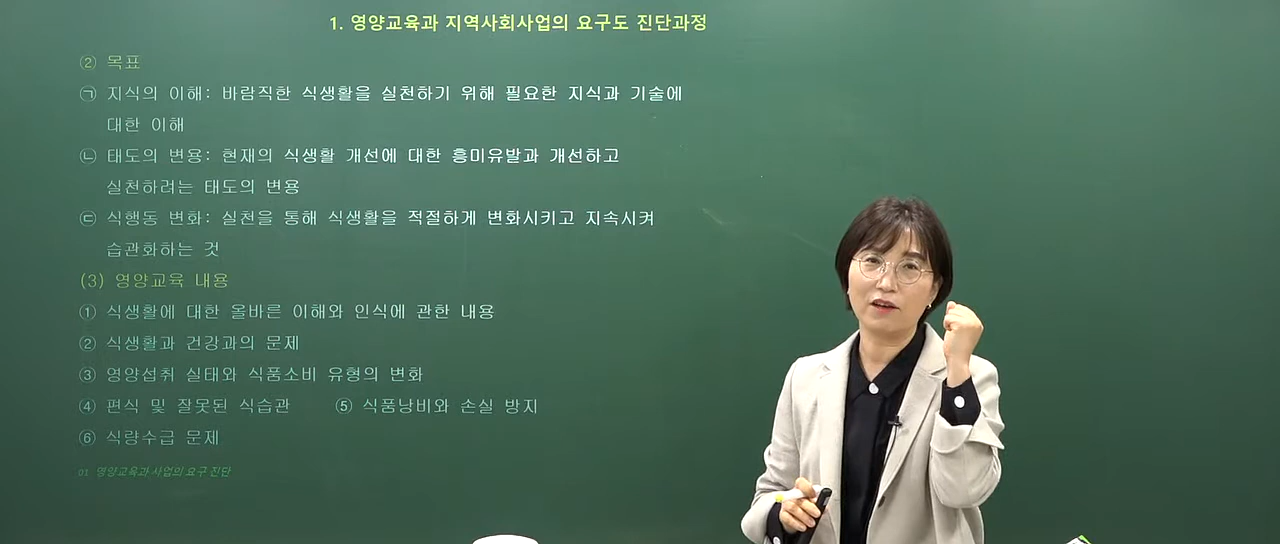 1. 영양교육과 지역사회사업의 요구도 진단과정
② 목표
㉠ 지식의 이해: 바람직한 식생활을 실천하기 위해 필요한 지식과 기술에
대한 이해
㉡ 태도의 변용: 현재의 식생활 개선에 대한 흥미유발과 개선하고
실천하려는 태도의 변용
㉢ 식행동 변화: 실천을 통해 식생활을 적절하게 변화시키고 지속시켜
습관화하는 것
(3) 영양교육 내용
① 식생활에 대한 올바른 이해와 인식에 관한 내용
② 식생활과 건강과의 문제
③ 영양섭취 실태와 식품소비 유형의 변화
④ 편식 및 잘못된 식습관 ⑤ 식품낭비와 손실 방지
⑥ 식량수급 문제
01 영양교육과 사업의 요구 진단